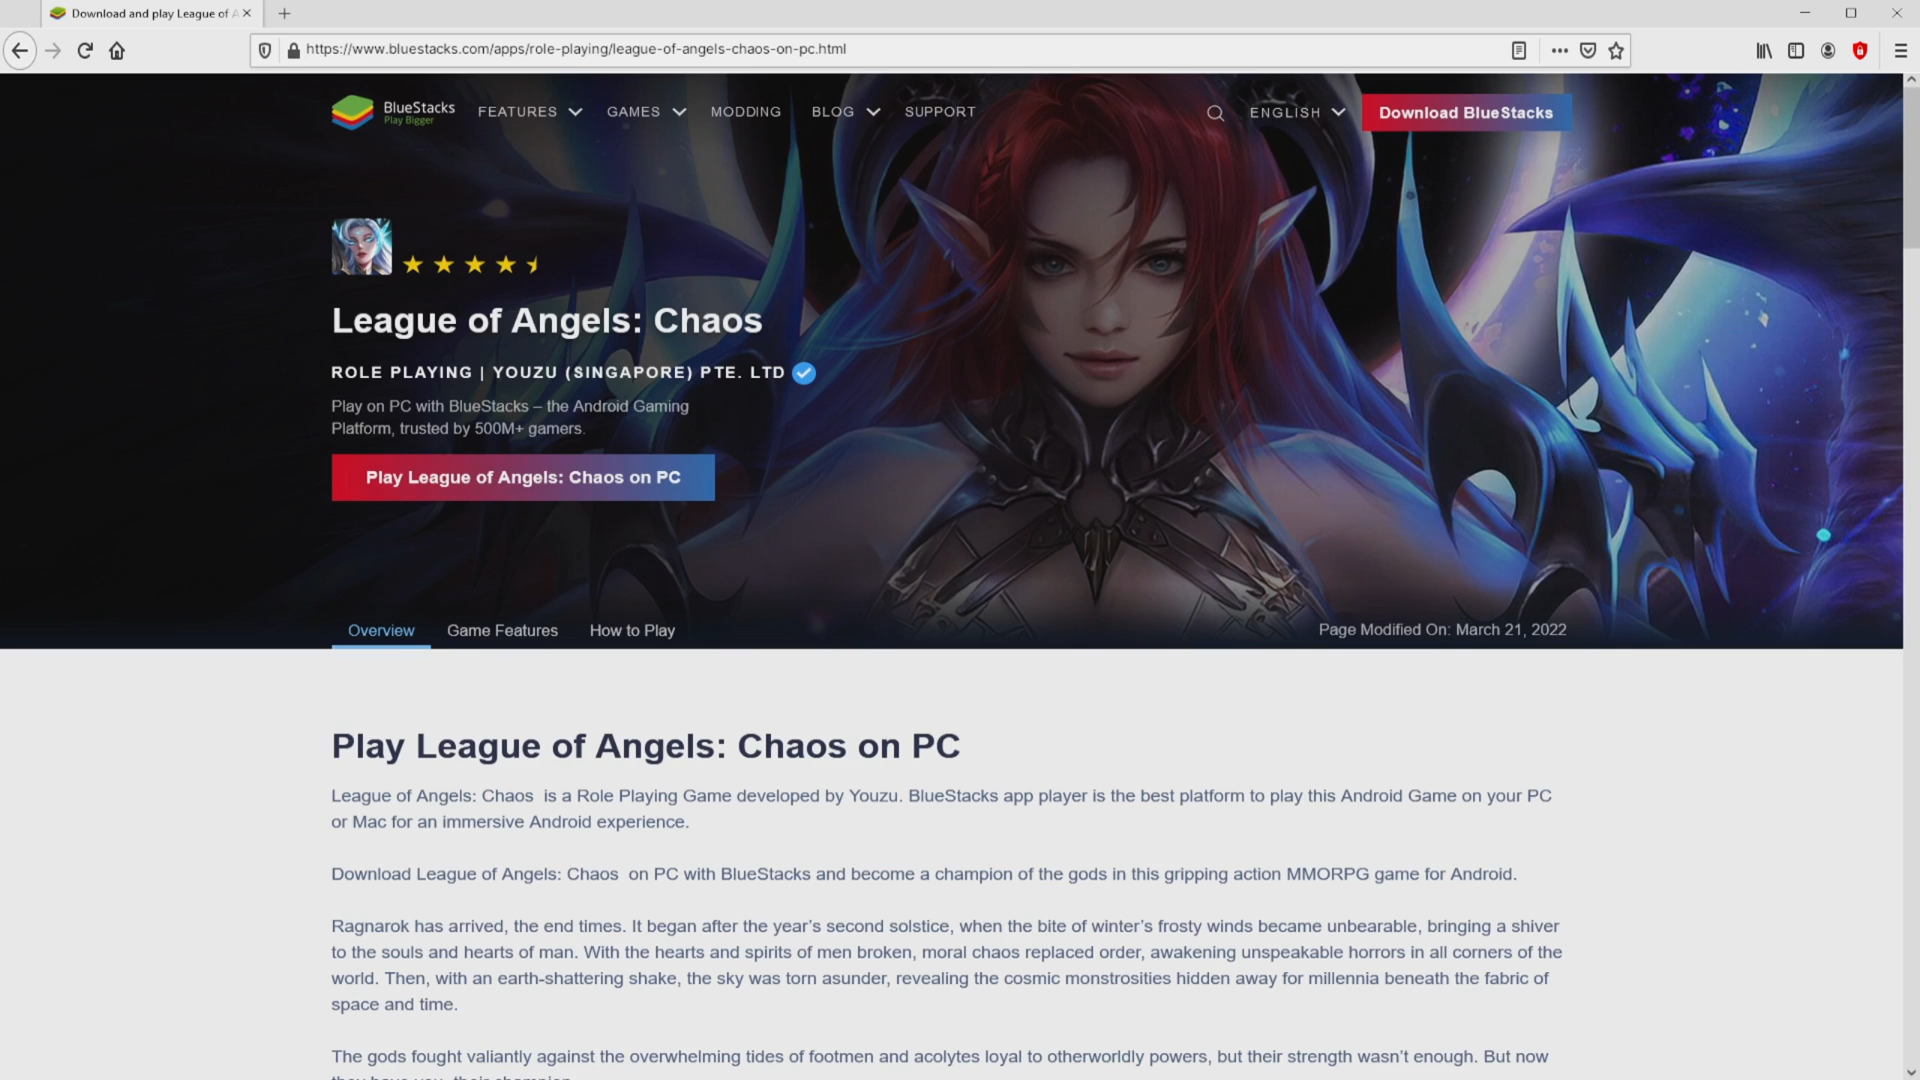 Download and play League of A
https://www.bluestacks.com/apps/role-playing/league-of-angels-chaos-on-pc.html
BlueStacks
Play Bigger
FEATURES GAMES MODDING BLOG SUPPORT
ENGLISH
Download BlueStacks
League of Angels: Chaos
ROLE PLAYING | YOUZU (SINGAPORE) PTE. LTD
Play on PC with BlueStacks – the Android Gaming
Platform, trusted by 500M+ gamers.
Play League of Angels: Chaos on PC
Overview Game Features How to Play
Page Modified On: March 21, 2022
Play League of Angels: Chaos on PC
League of Angels: Chaos  is a Role Playing Game developed by Youzu. BlueStacks app player is the best platform to play this Android Game on your PC
or Mac for an immersive Android experience.
Download League of Angels: Chaos  on PC with BlueStacks and become a champion of the gods in this gripping action MMORPG game for Android.
Ragnarok has arrived, the end times. It began after the year’s second solstice, when the bite of winter’s frosty winds became unbearable, bringing a shiver
to the souls and hearts of man. With the hearts and spirits of men broken, moral chaos replaced order, awakening unspeakable horrors in all corners of the
world. Then, with an earth-shattering shake, the sky was torn asunder, revealing the cosmic monstrosities hidden away for millennia beneath the fabric of
space and time.
The gods fought valiantly against the overwhelming tides of footmen and acolytes loyal to otherworldly powers, but their strength wasn’t enough. But now